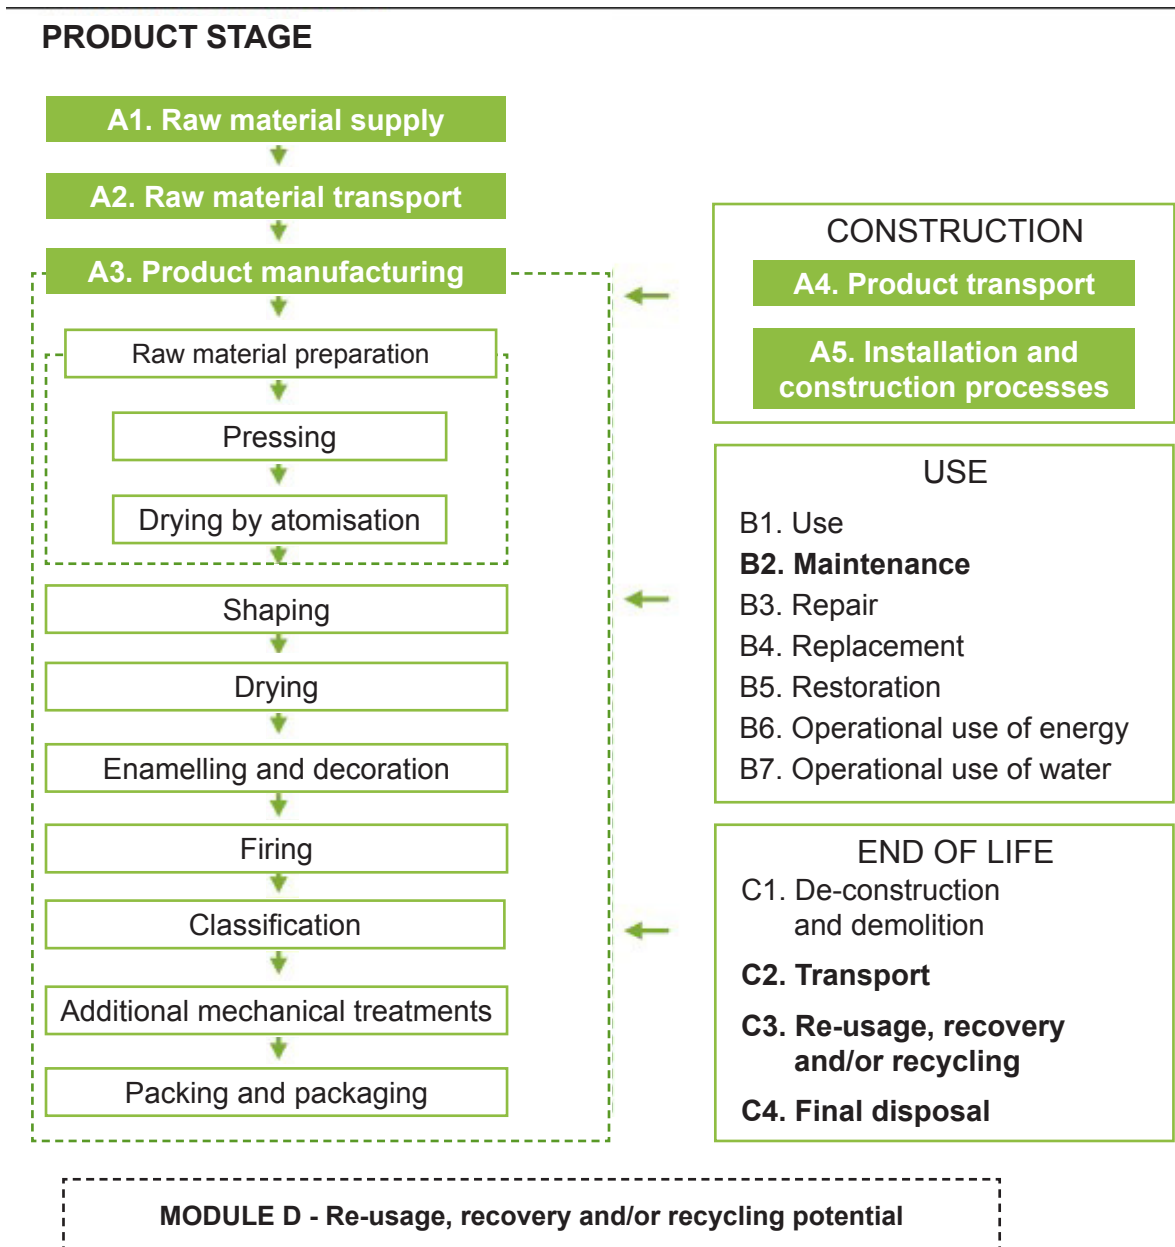 PRODUCT STAGE
A1. Raw material supply
A2. Raw material transport
A3. Product manufacturing
Raw material preparation
Pressing
Drying by atomisation
Shaping
Drying
Enamelling and decoration
Firing
Classification
Additional mechanical treatments
Packing and packaging
CONSTRUCTION
A4. Product transport
A5. Installation and
construction processes
USE
B1. Use
B2. Maintenance
B3. Repair
B4. Replacement
B5. Restoration
B6. Operational use of energy
B7. Operational use of water
END OF LIFE
C1. De-construction
and demolition
C2. Transport
C3. Re-usage, recovery
and/or recycling
C4. Final disposal
MODULE D - Re-usage, recovery and/or recycling potential